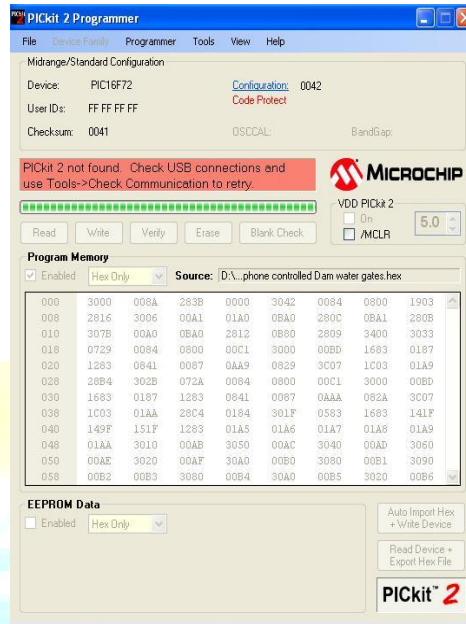 PICkit 2 Programmer
File Device Family Programmer Tools View Help
Midrange/Standard Configuration
Device: PIC16F72 Configuration: 0042
User IDs: FF FF FF FF Code Protect
Checksum: 0041 OSCCAL: BandGap:
PICkit 2 not found. Check USB connections and
use Tools->Check Communication to retry.
MICROCHIP
VDD PICkit 2
On
/MCLR
5.0
Read Write Verify Erase Blank Check
Program Memory
Enabled Hex Only Source: D:\...phone controlled Dam water gates.hex
000 3000 008A 283B 0000 3042 0084 0800 1903
008 2816 3006 00A1 01A0 0BA0 280C 0BA1 280B
010 307B 00A0 0BA0 2812 0B80 2809 3400 3033
018 0729 0084 0800 00C1 3000 00BD 1683 0187
020 1283 0841 0087 0AA9 0829 3C07 1C03 01A9
028 28B4 302B 072A 0084 0800 00C1 3000 00BD
030 1683 0187 1283 0841 0087 0AAA 082A 3C07
038 1C03 01AA 28C4 0184 301F 0583 1683 141F
040 149F 151F 1283 01A5 01A6 01A7 01A8 01A9
048 01AA 3010 00AB 3050 00AC 3040 00AD 3060
050 00AE 3020 00AF 30A0 00B0 3080 00B1 3090
058 00B2 00B3 3080 00B4 30A0 00B5 3020 00B6
EEPROM Data
Enabled Hex Only
Auto Import Hex
+ Write Device
Read Device +
Export Hex File
PICkit™ 2